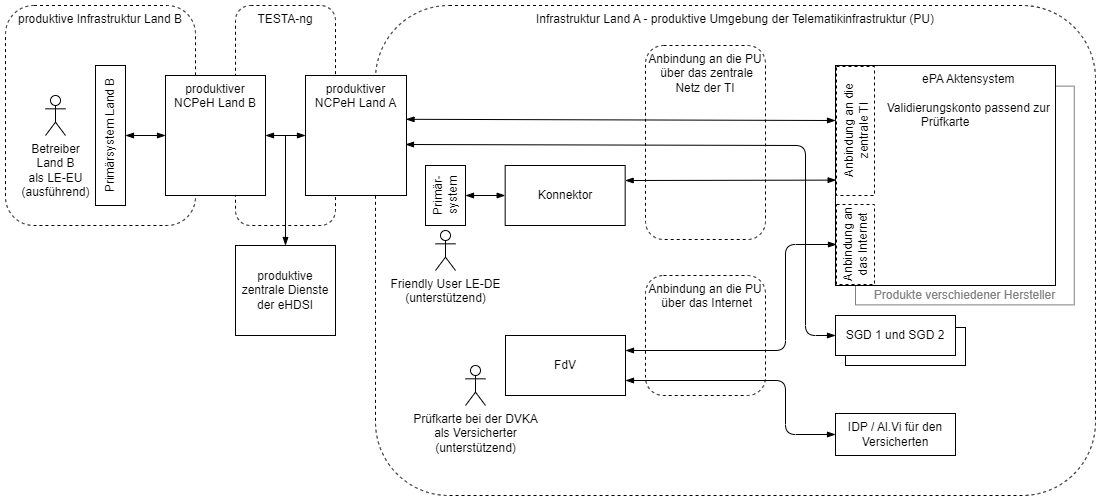 produktive Infrastruktur Land B
TESTA-ng
Infrastruktur Land A - produktive Umgebung der Telematikinfrastruktur (PU)
Betreiber
Land B
als LE-EU
(ausführend)
Primärsystem Land B
produktiver
NCPeH Land B
produktiver
NCPeH Land A
produktive
zentrale Dienste
der eHDSI
Anbindung an die PU
über das zentrale
Netz der TI
Primär-
system
Konnektor
Friendly User LE-DE
(unterstützend)
ePA Aktensystem
Validierungskonto passend zur
Prüfkarte
Anbindung an die
zentrale TI
Anbindung an
das Internet
Produkte verschiedener Hersteller
Anbindung an die PU
über das Internet
SGD 1 und SGD 2
FdV
Prüfkarte bei der DVKA
als Versicherter
(unterstützend)
IDP / Al.Vi für den
Versicherten